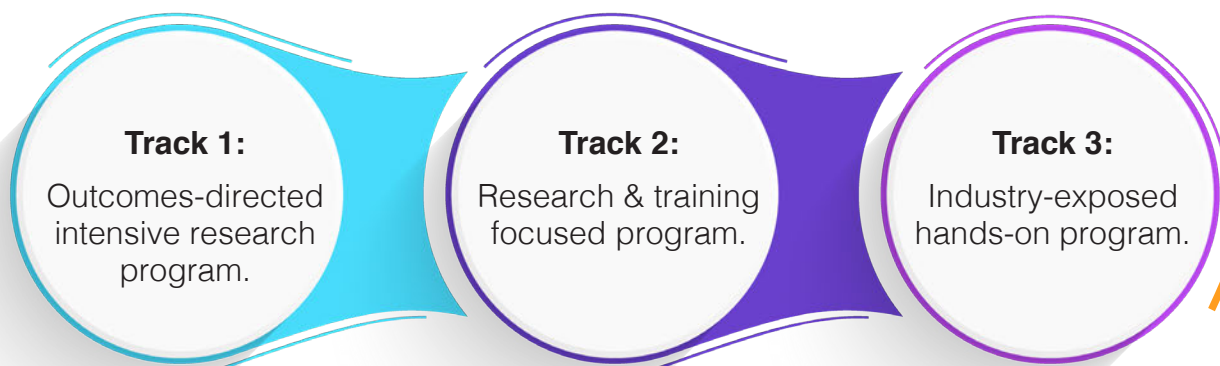 Track 1:
Outcomes-directed
intensive research
program.
Track 2:
Research & training
focused program.
Track 3:
Industry-exposed
hands-on program.